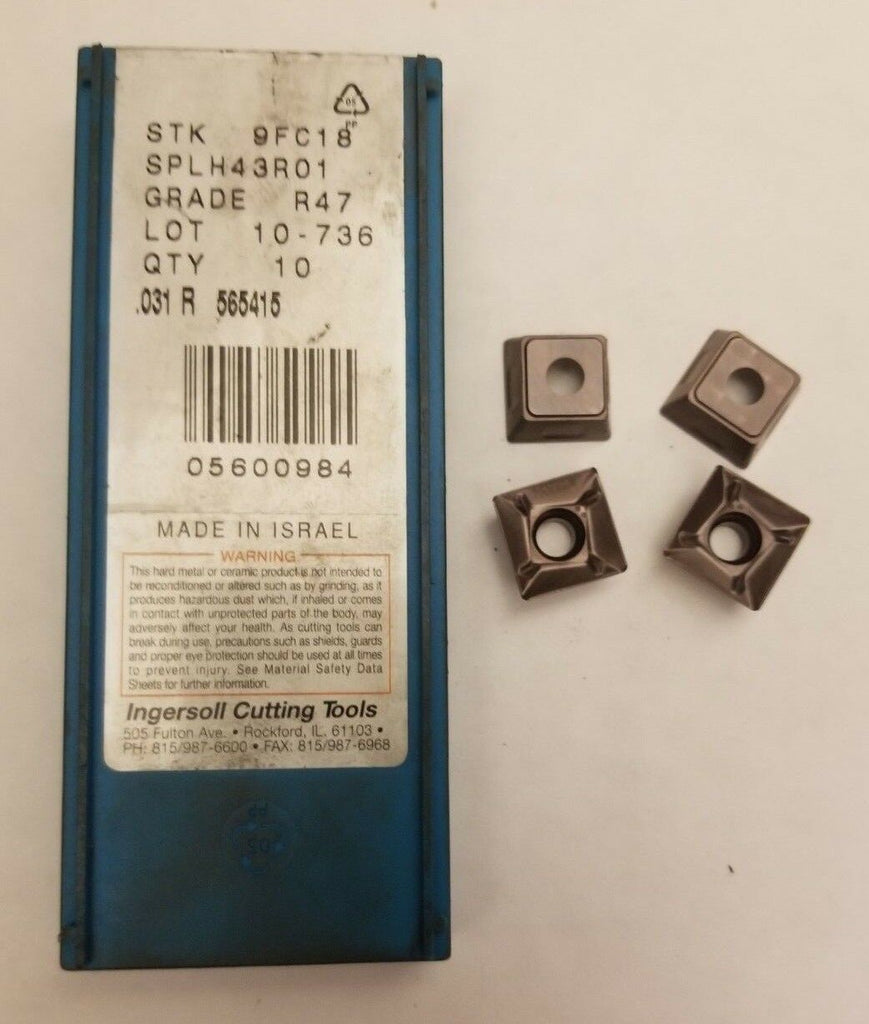 05
PP
STK 9FC18
SPLH43R01
GRADE R47
LOT 10-736
QTY 10
.031 R 565415
05600984
MADE IN ISRAEL
WARNING
This hard metal or ceramic product is not intended to
be reconditioned or altered such as by grinding, as it
produces hazardous dust which, if inhaled or comes
in contact with unprotected parts of the body, may
adversely affect your health. As cutting tools can
break during use, precautions such as shields, guards
and proper eye protection should be used at all times
to prevent injury. See Material Safety Data
Sheets for further information.
Ingersoll Cutting Tools
505 Fulton Ave. • Rockford, IL. 61103 •
PH: 815/987-6600 • FAX: 815/987-6968
PP
05